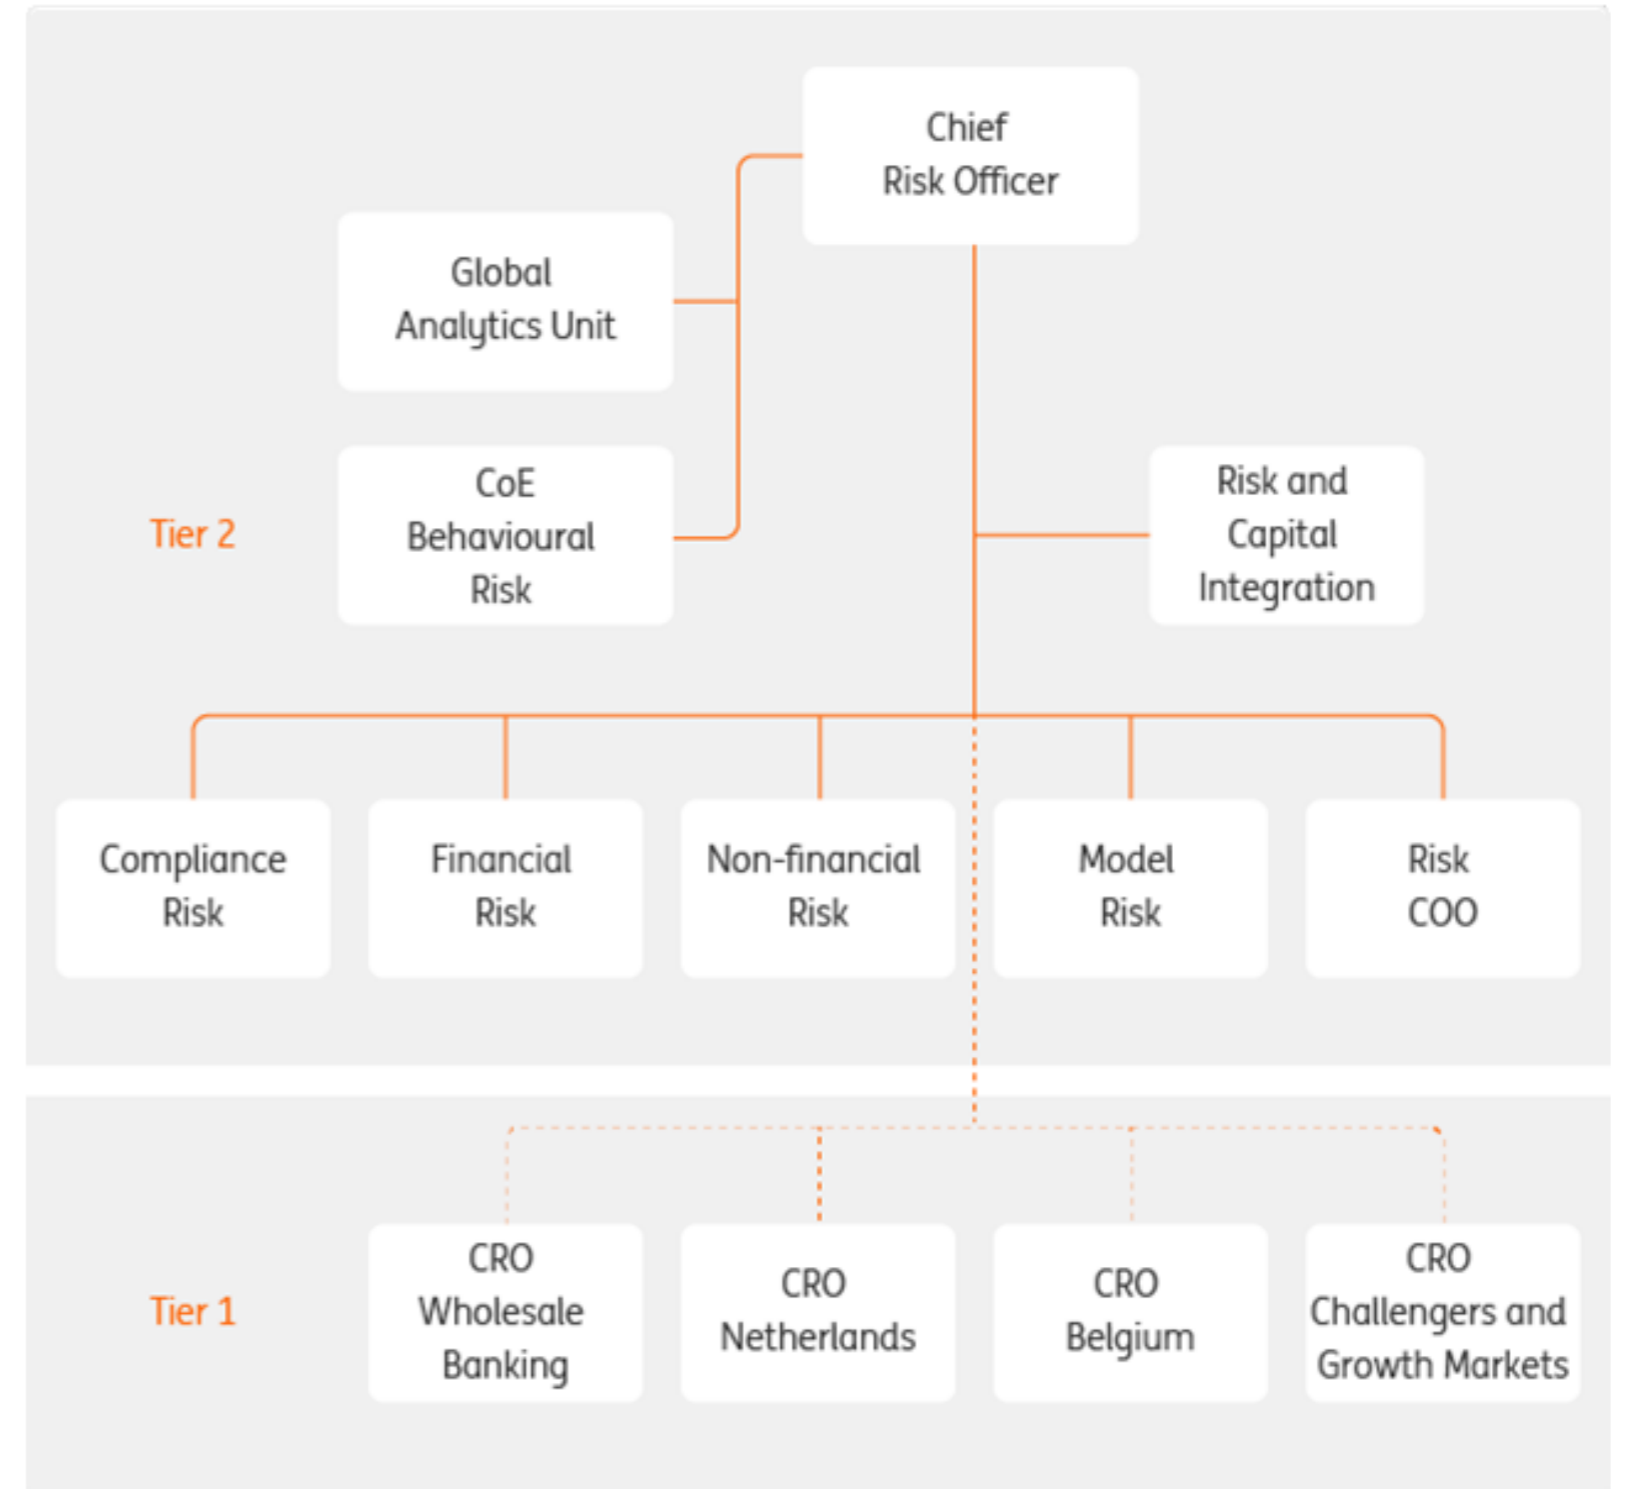 Chief
Risk Officer
Global
Analytics Unit
Tier 2
CoE
Behavioural
Risk
Risk and
Capital
Integration
Compliance
Risk
Financial
Risk
Non-financial
Risk
Model
Risk
Risk
COO
Tier 1
CRO
Wholesale
Banking
CRO
Netherlands
CRO
Belgium
CRO
Challengers and
Growth Markets